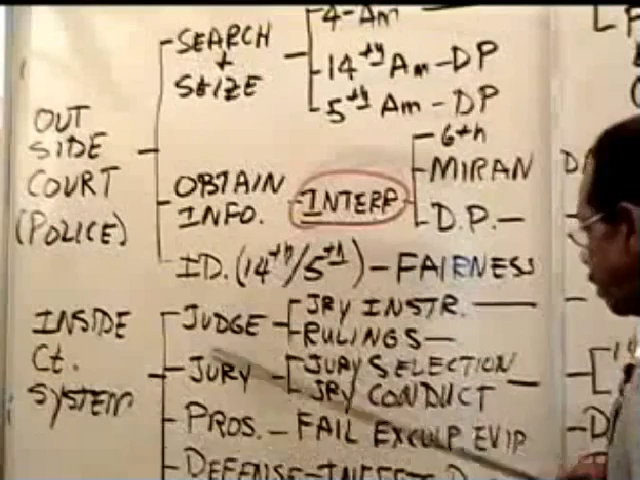 4-Am
SEARCH
+
SEIZE
14th Am-DP
5th Am-DP
OUT
SIDE
COURT
(POLICE)
OBTAIN
INFO.
INTERP
6th
MIRAN
D.P.
ID. (14th/5th) - FAIRNESS
INSIDE
Ct.
SYSTEM
JUDGE
JRY INSTR.
RULINGS
JURY
JURY SELECTION
JRY CONDUCT
PROS. - FAIL EXCULP EVID
DEFENSE-INEFF